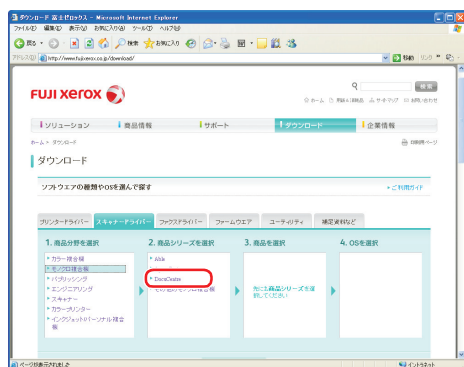 ダウンロード 富士ゼロックス - Microsoft Internet Explorer
ファイル(F) 編集(E) 表示(V) お気に入り(A) ツール(T) ヘルプ(H)
戻る 検索 お気に入り
アドレス(D) http://www.fujixerox.co.jp/download/ 移動 リンク
FUJI XEROX
検索
ホーム サイトマップ お問い合わせ
ソリューション 商品情報 サポート ダウンロード 企業情報
ホーム > ダウンロード 印刷用ページ
ダウンロード
ソフトウエアの種類やOSを選んで探す ご利用ガイド
プリンタードライバー スキャナードライバー ファクスドライバー ファームウエア ユーティリティ 補足資料など
1. 商品分野を選択 2. 商品シリーズを選択 3. 商品を選択 4. OSを選択
カラー複合機
モノクロ複合機
パブリッシング
エンジニアリング
スキャナー
カラープリンター
インクジェットパーソナル複合機
Wide
DocuCentre
その他のモノクロ複合機
先に2.商品シリーズを選択してください
ページが表示されました インターネット